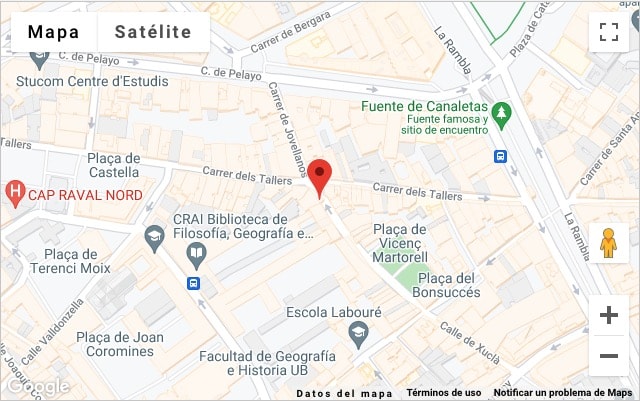 Mapa
Satélite
Carrer de Bergara
La Rambla
Plaça de Cata
C. de Pelayo
C. de Pelayo
Stucom Centre d'Estudis
Carrer de Jovellanos
Fuente de Canaletas
Fuente famosa y
sitio de encuentro
Tallers
Plaça de
Castella
Carrer dels Tallers
Carrer dels Tallers
Carrer de Santa A
CAP RAVAL NORD
CRAI Biblioteca de
Filosofía, Geografía e...
Plaça de
Vicenç
Martorell
La Rambla
Plaça de
Terenci Moix
Plaça del
Bonsuccés
Calle Valldonzella
Escola Labouré
Plaça de Joan
Coromines
Calle de Xuclà
Facultad de Geografía
e Historia UB
Google
Datos del mapa
Términos de uso
Notificar un problema de Maps